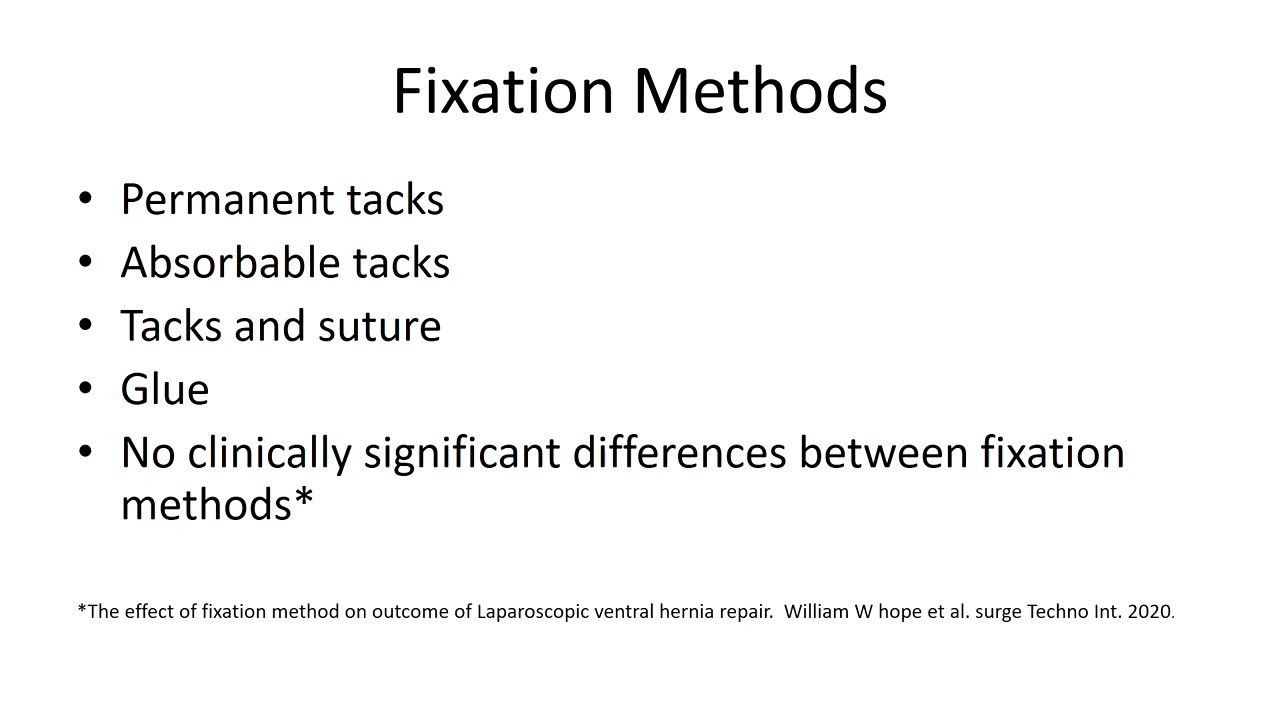 Fixation Methods
• Permanent tacks
• Absorbable tacks
• Tacks and suture
• Glue
• No clinically significant differences between fixation
methods*
*The effect of fixation method on outcome of Laparoscopic ventral hernia repair.  William W hope et al. surge Techno Int. 2020.